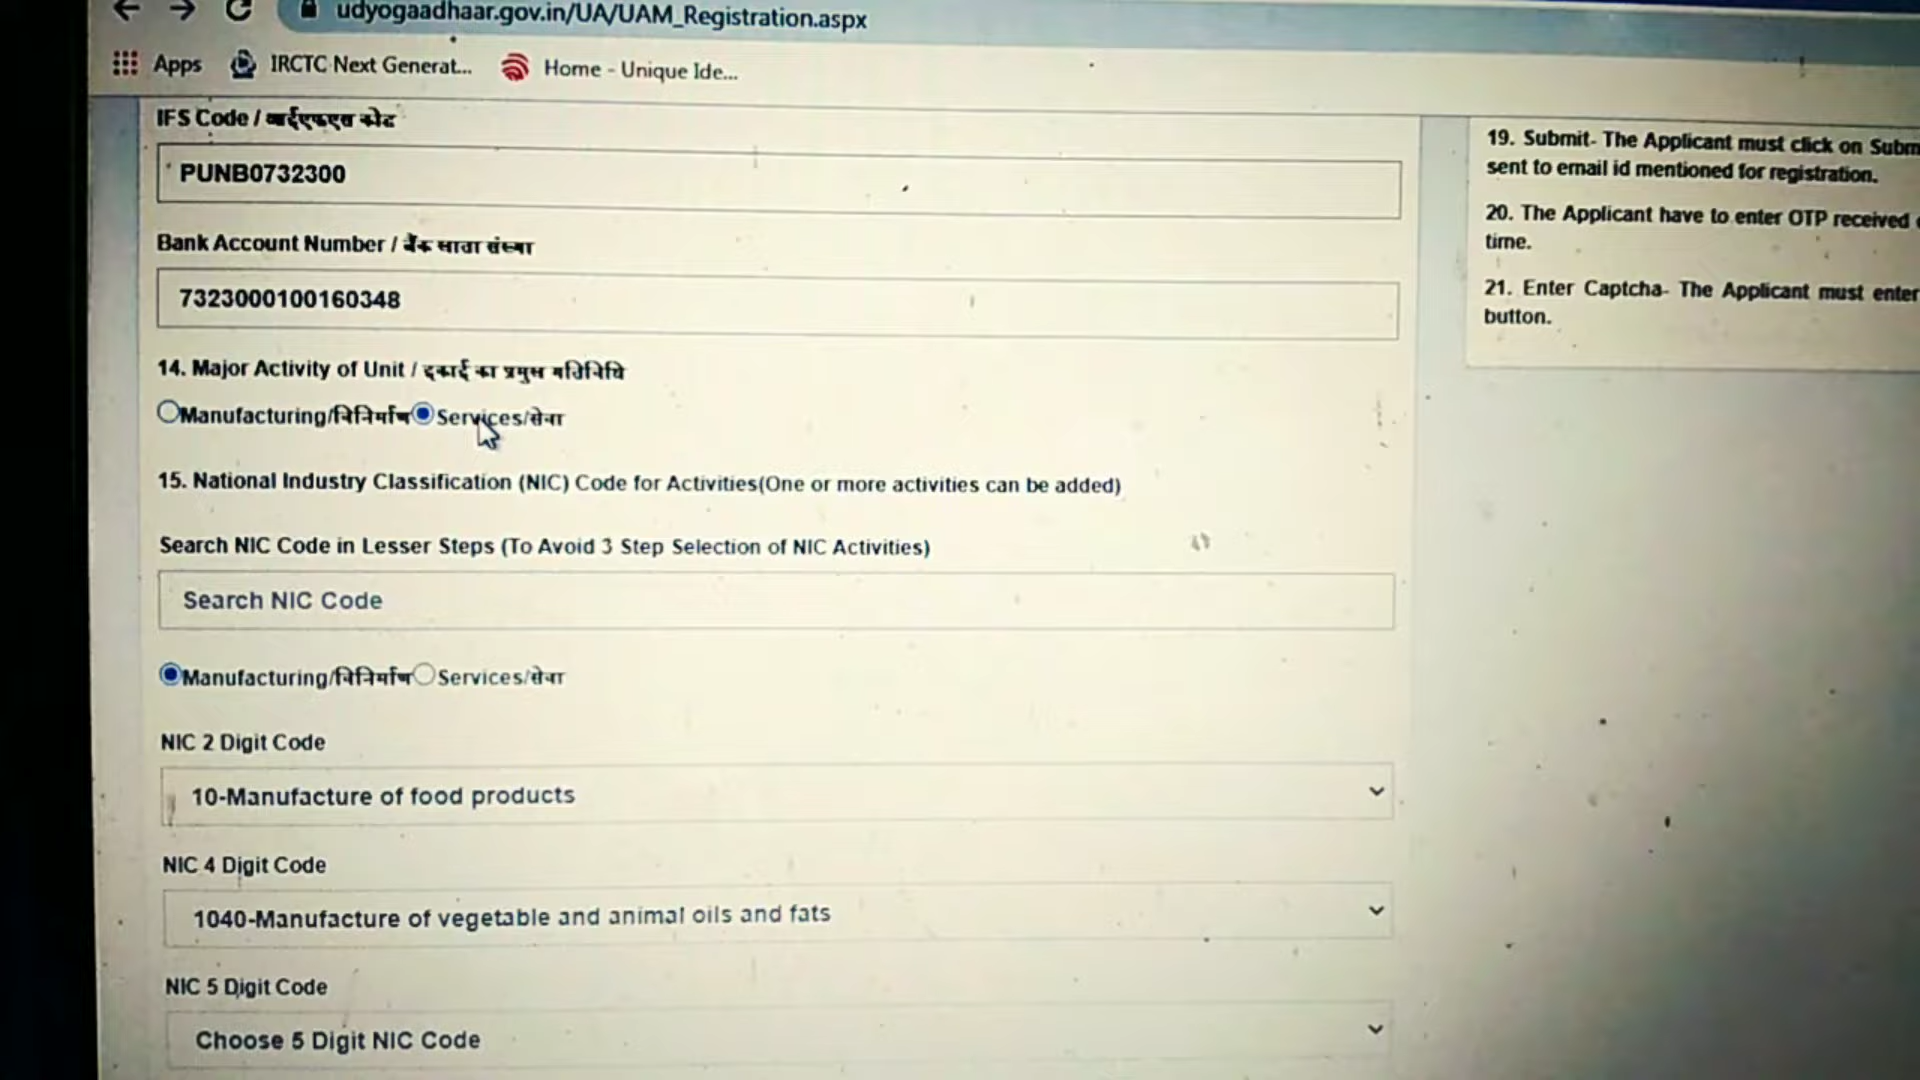 udyogaadhaar.gov.in/UA/UAM_Registration.aspx
Apps IRCTC Next Generat... Home - Unique Ide...
IFS Code / आईएफएस कोड
PUNB0732300
Bank Account Number / बैंक खाता संख्या
7323000100160348
14. Major Activity of Unit / इकाई का प्रमुख गतिविधि
Manufacturing/विनिर्माण Services/सेवा
15. National Industry Classification (NIC) Code for Activities(One or more activities can be added)
Search NIC Code in Lesser Steps (To Avoid 3 Step Selection of NIC Activities)
Search NIC Code
Manufacturing/विनिर्माण Services/सेवा
NIC 2 Digit Code
10-Manufacture of food products
NIC 4 Digit Code
1040-Manufacture of vegetable and animal oils and fats
NIC 5 Digit Code
Choose 5 Digit NIC Code
19. Submit- The Applicant must click on Subm
sent to email id mentioned for registration.
20. The Applicant have to enter OTP received
time.
21. Enter Captcha- The Applicant must enter
button.